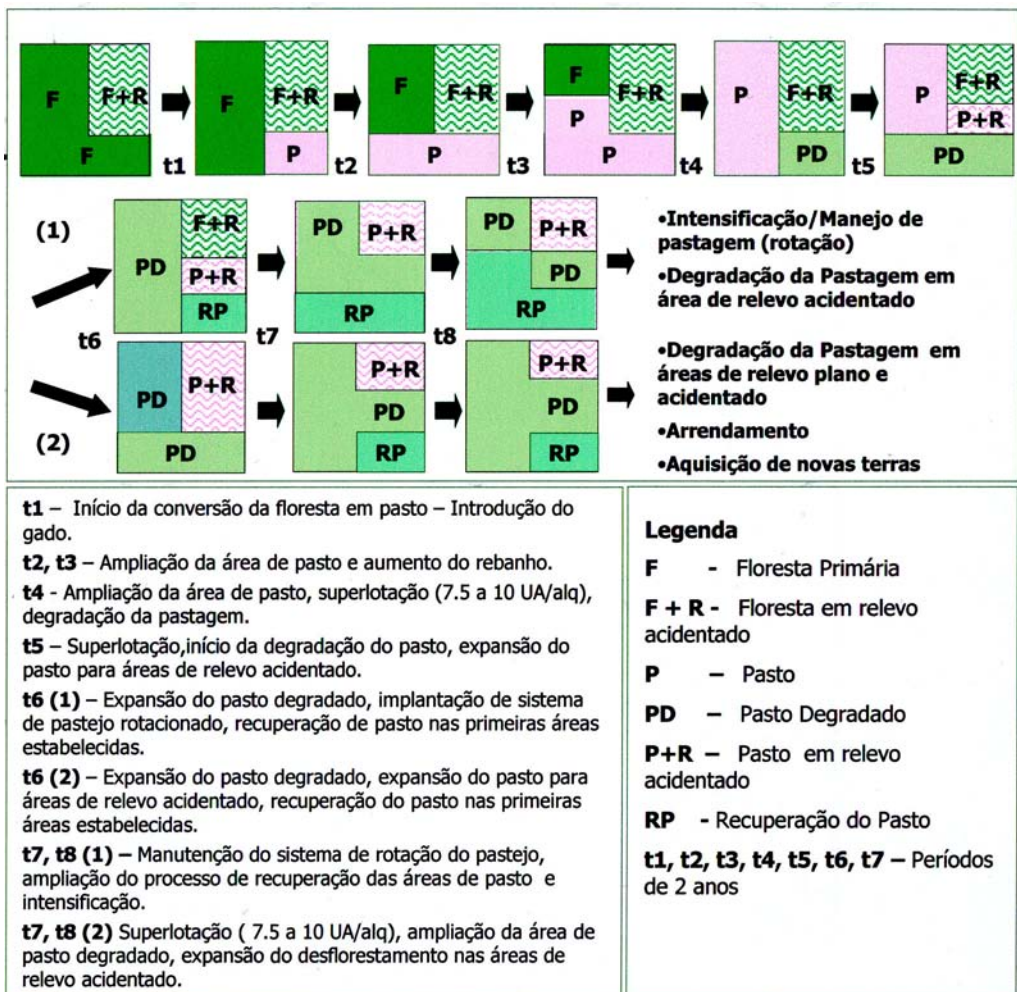 F F+R F
t1
F F+R P
t2
F F+R P
t3
F F+R P P
t4
P F+R PD
t5
P F+R P+R PD
(1)
t6
PD F+R P+R RP
t7
PD P+R RP
t8
PD P+R PD RP
•Intensificação/Manejo de
pastagem (rotação)
•Degradação da Pastagem em
área de relevo acidentado
(2)
PD P+R PD
P+R PD RP
P+R PD RP
•Degradação da Pastagem em
áreas de relevo plano e
acidentado
•Arrendamento
•Aquisição de novas terras
t1 – Início da conversão da floresta em pasto – Introdução do
gado.
t2, t3 – Ampliação da área de pasto e aumento do rebanho.
t4 - Ampliação da área de pasto, superlotação (7.5 a 10 UA/alq),
degradação da pastagem.
t5 – Superlotação,início da degradação do pasto, expansão do
pasto para áreas de relevo acidentado.
t6 (1) – Expansão do pasto degradado, implantação de sistema
de pastejo rotacionado, recuperação de pasto nas primeiras áreas
estabelecidas.
t6 (2) – Expansão do pasto degradado, expansão do pasto para
áreas de relevo acidentado, recuperação do pasto nas primeiras
áreas estabelecidas.
t7, t8 (1) – Manutenção do sistema de rotação do pastejo,
ampliação do processo de recuperação das áreas de pasto e
intensificação.
t7, t8 (2) Superlotação ( 7.5 a 10 UA/alq), ampliação da área de
pasto degradado, expansão do desflorestamento nas áreas de
relevo acidentado.
Legenda
F - Floresta Primária
F + R - Floresta em relevo
acidentado
P – Pasto
PD – Pasto Degradado
P+R – Pasto em relevo
acidentado
RP - Recuperação do Pasto
t1, t2, t3, t4, t5, t6, t7 – Períodos
de 2 anos